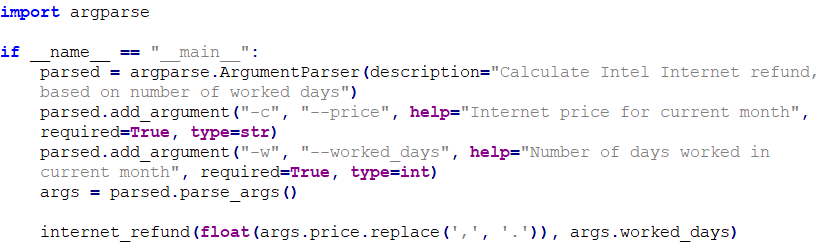 import argparse
if __name__ == "__main__":
    parsed = argparse.ArgumentParser(description="Calculate Intel Internet refund,
    based on number of worked days")
    parsed.add_argument("-c", "--price", help="Internet price for current month",
    required=True, type=str)
    parsed.add_argument("-w", "--worked_days", help="Number of days worked in
    current month", required=True, type=int)
    args = parsed.parse_args()
    internet_refund(float(args.price.replace(',', '.')), args.worked_days)